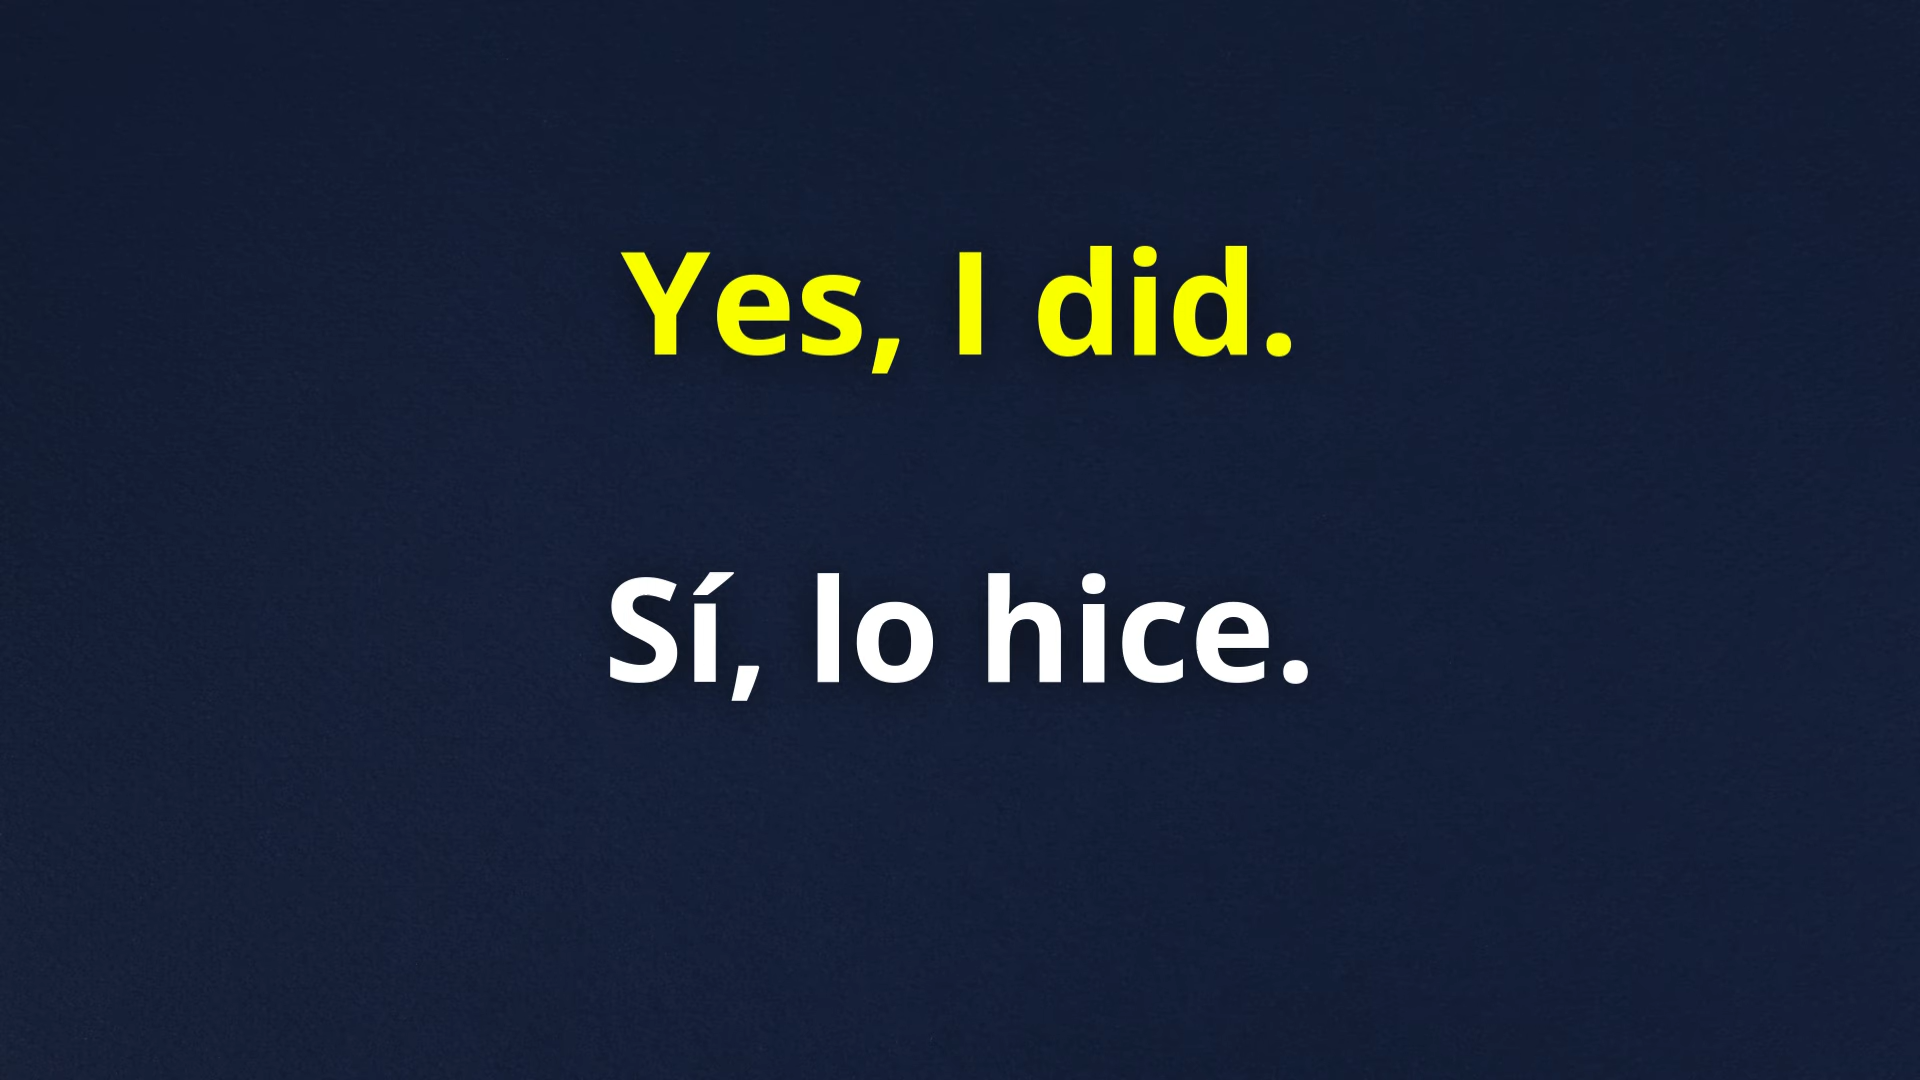 Yes, I did.
Sí, lo hice.